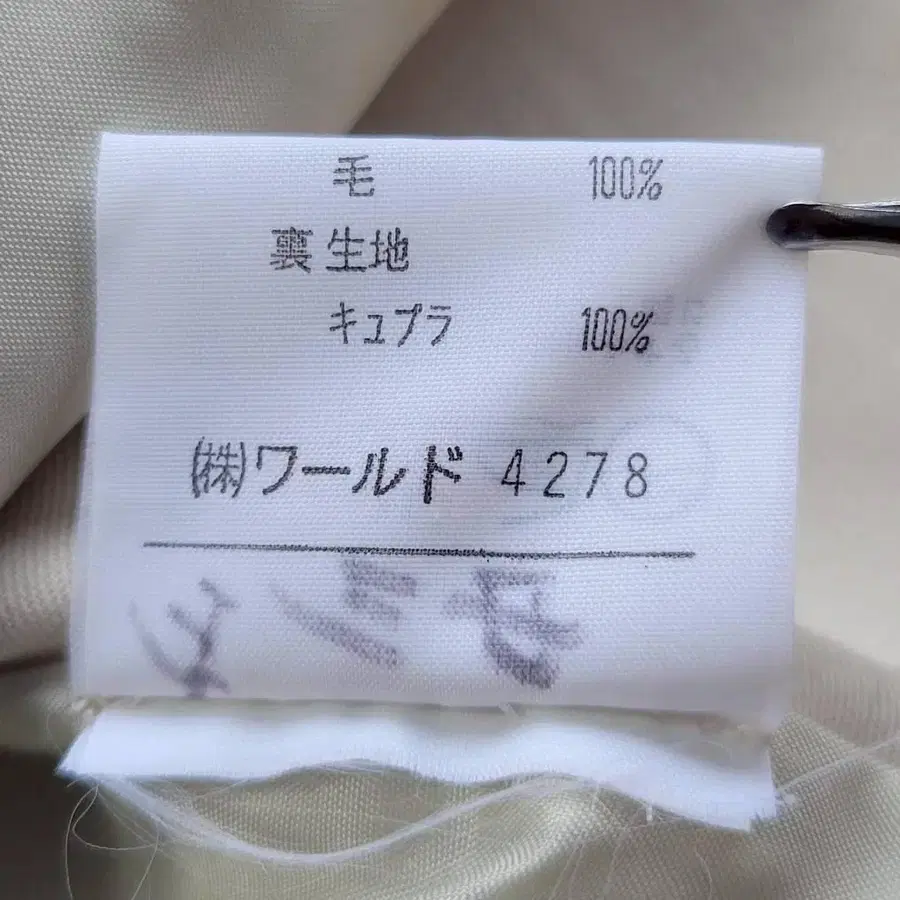 毛 100%
裏生地
キュプラ 100%
㈱ワールド 4278